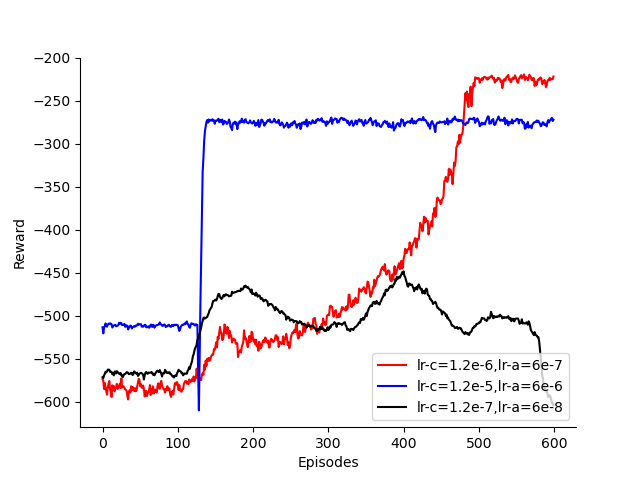 −200
−250
−300
−350
−400
−450
−500
−550
−600
Reward
0 100 200 300 400 500 600
Episodes
lr-c=1.2e-6,lr-a=6e-7
lr-c=1.2e-5,lr-a=6e-6
lr-c=1.2e-7,lr-a=6e-8